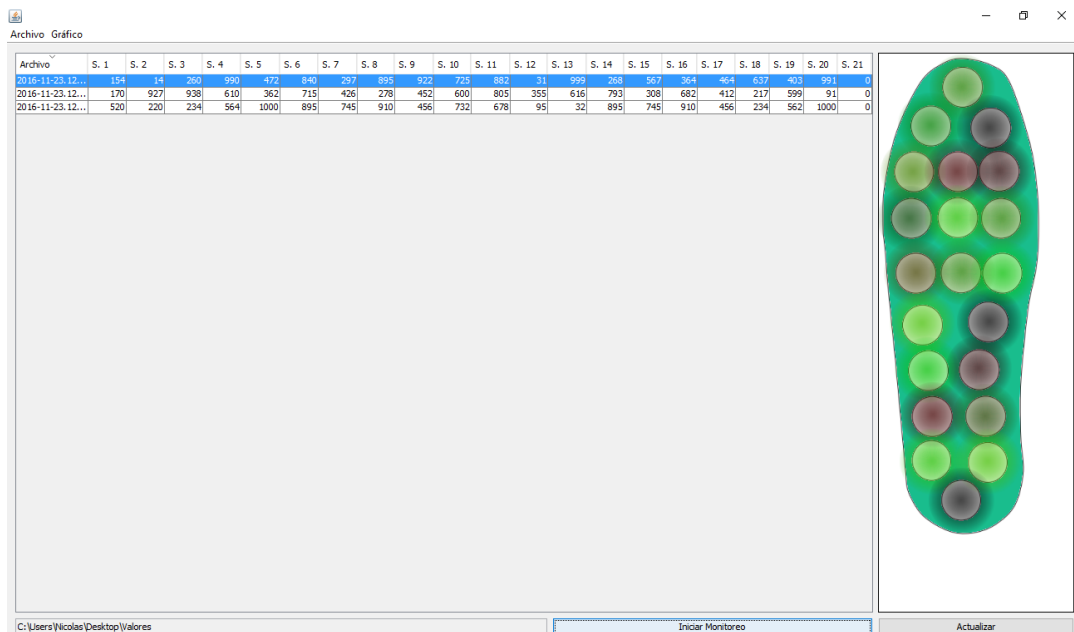 Archivo Gráfico
Archivo S. 1 S. 2 S. 3 S. 4 S. 5 S. 6 S. 7 S. 8 S. 9 S. 10 S. 11 S. 12 S. 13 S. 14 S. 15 S. 16 S. 17 S. 18 S. 19 S. 20 S. 21
2016-11-23.12... 154 14 260 990 472 840 297 895 922 725 882 31 999 268 567 364 464 637 403 991 0
2016-11-23.12... 170 927 938 610 362 715 426 278 452 600 805 355 616 793 308 682 412 217 599 91 0
2016-11-23.12... 520 220 234 564 1000 895 745 910 456 732 678 95 32 895 745 910 456 234 562 1000 0
C:\Users\Nicolas\Desktop\Valores Iniciar Monitoreo Actualizar